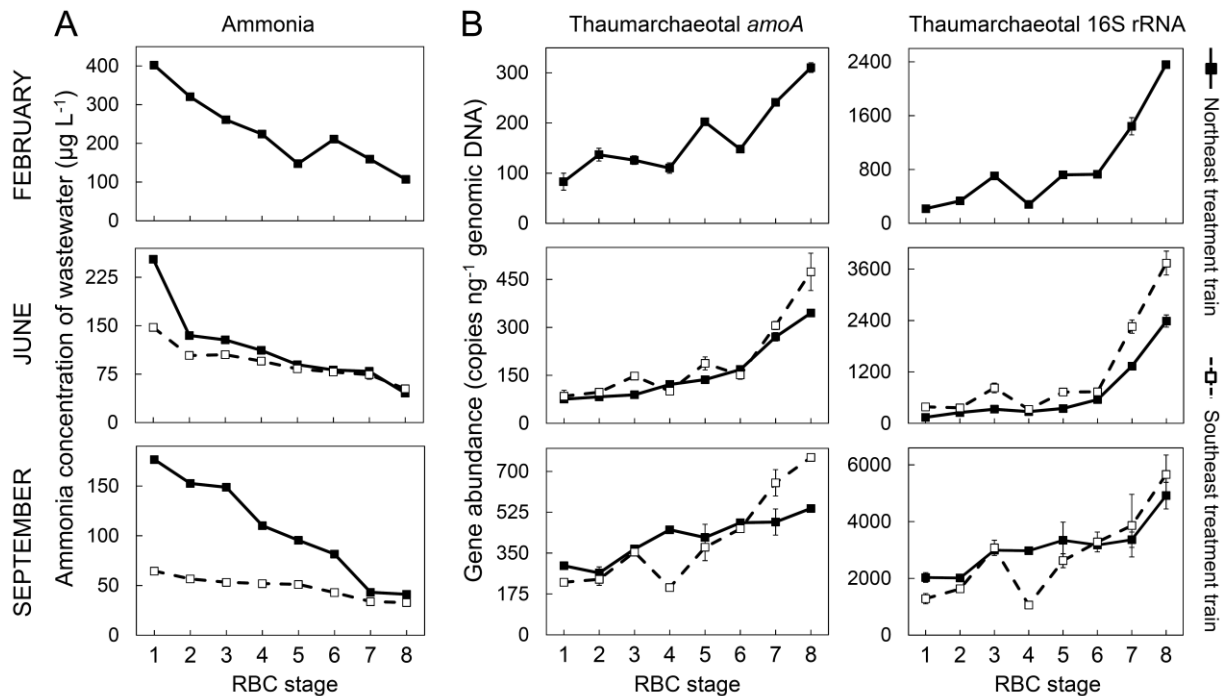 A
Ammonia
B
Thaumarchaeotal amoA
Thaumarchaeotal 16S rRNA
FEBRUARY
JUNE
SEPTEMBER
Ammonia concentration of wastewater (µg L-1)
400
300
200
100
0
225
150
75
0
150
100
50
0
1 2 3 4 5 6 7 8
RBC stage
Gene abundance (copies ng-1 genomic DNA)
300
200
100
0
450
300
150
0
700
525
350
175
0
1 2 3 4 5 6 7 8
RBC stage
2400
1600
800
0
3600
2400
1200
0
6000
4000
2000
0
1 2 3 4 5 6 7 8
RBC stage
Northeast treatment train
Southeast treatment train